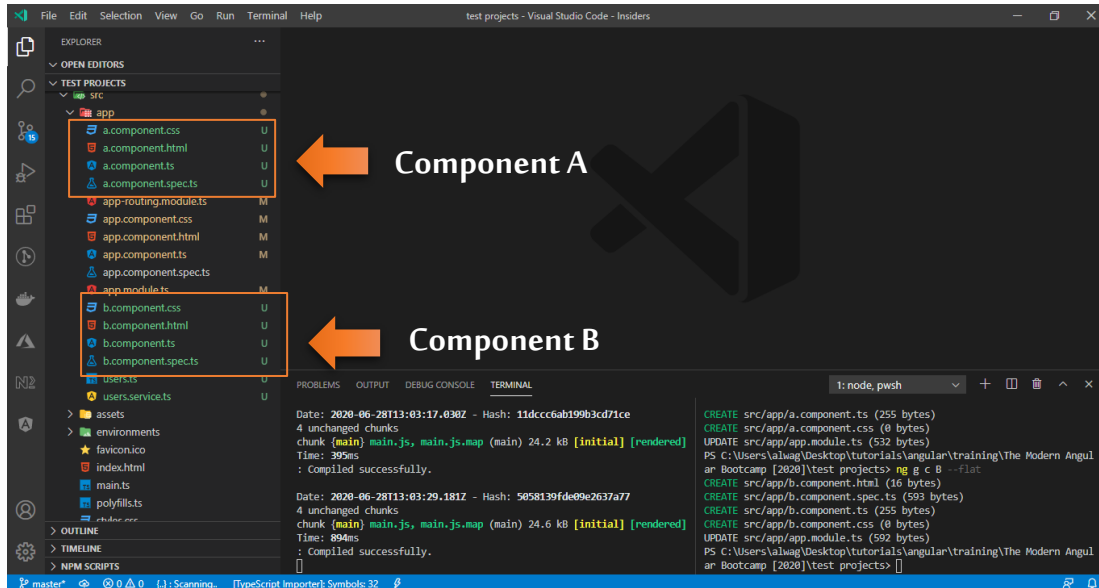 File Edit Selection View Go Run Terminal Help
test projects - Visual Studio Code - Insiders
EXPLORER
OPEN EDITORS
TEST PROJECTS
src
app
a.component.css U
a.component.html U
a.component.ts U
a.component.spec.ts U
app-routing.module.ts M
app.component.css M
app.component.html M
app.component.ts M
app.component.spec.ts
app.module.ts M
b.component.css U
b.component.html U
b.component.ts U
b.component.spec.ts U
users.ts U
users.service.ts U
assets
environments
favicon.ico
index.html
main.ts
polyfills.ts
styles.css
OUTLINE
TIMELINE
NPM SCRIPTS
15
Component A
Component B
PROBLEMS OUTPUT DEBUG CONSOLE TERMINAL
1: node, pwsh
Date: 2020-06-28T13:03:17.030Z - Hash: 11dccc6ab199b3cd71ce
4 unchanged chunks
chunk {main} main.js, main.js.map (main) 24.2 kB [initial] [rendered]
Time: 395ms
: Compiled successfully.
Date: 2020-06-28T13:03:29.181Z - Hash: 5058139fde09e2637a77
4 unchanged chunks
chunk {main} main.js, main.js.map (main) 24.6 kB [initial] [rendered]
Time: 894ms
: Compiled successfully.
CREATE src/app/a.component.ts (255 bytes)
CREATE src/app/a.component.css (0 bytes)
UPDATE src/app/app.module.ts (532 bytes)
PS C:\Users\alwag\Desktop\tutorials\angular\training\The Modern Angul
ar Bootcamp [2020]\test projects> ng g c B --flat
CREATE src/app/b.component.html (16 bytes)
CREATE src/app/b.component.spec.ts (593 bytes)
CREATE src/app/b.component.ts (255 bytes)
CREATE src/app/b.component.css (0 bytes)
UPDATE src/app/app.module.ts (592 bytes)
PS C:\Users\alwag\Desktop\tutorials\angular\training\The Modern Angul
ar Bootcamp [2020]\test projects>
master* 0 0 {..} : Scanning.. [TypeScript Importer]: Symbols: 32